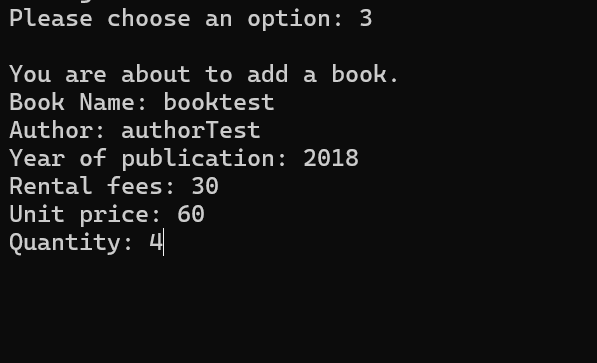 Please choose an option: 3
You are about to add a book.
Book Name: booktest
Author: authorTest
Year of publication: 2018
Rental fees: 30
Unit price: 60
Quantity: 4